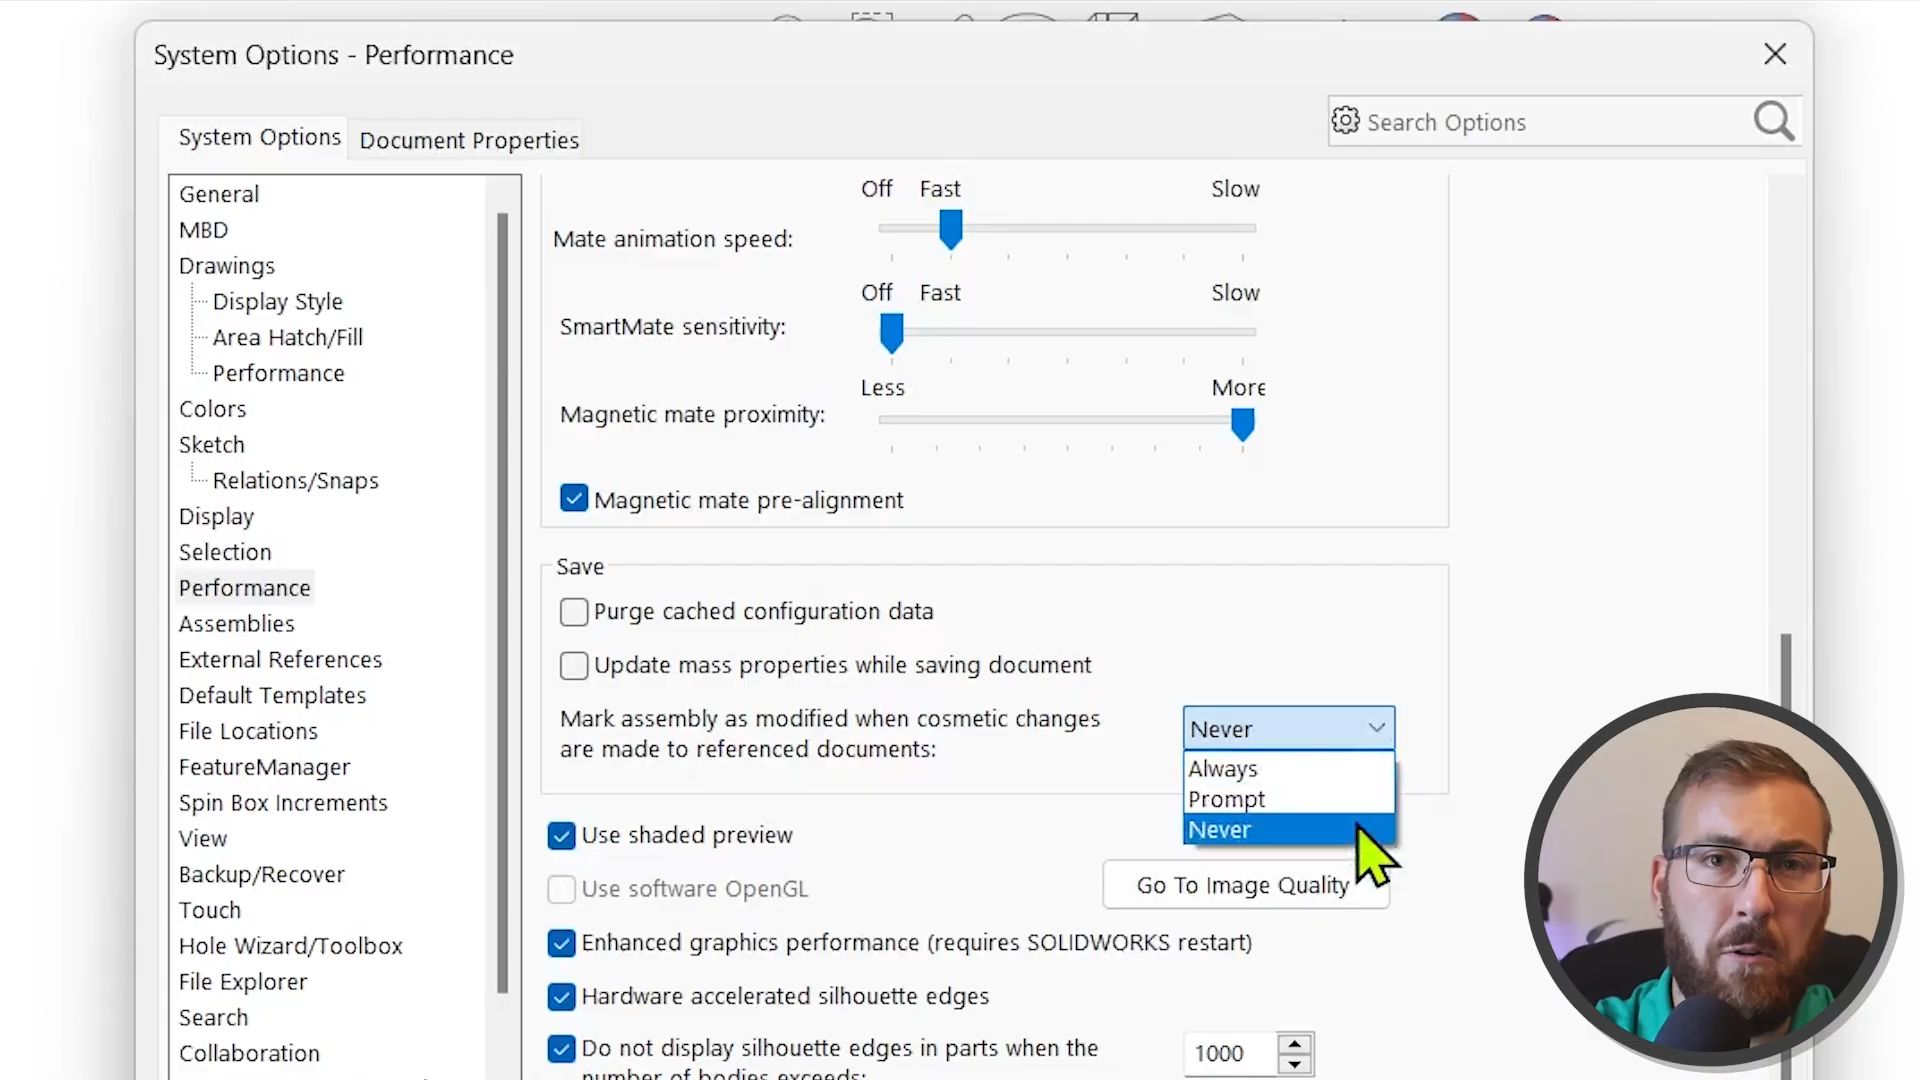 System Options - Performance
System Options
Document Properties
Search Options
General
MBD
Drawings
Display Style
Area Hatch/Fill
Performance
Colors
Sketch
Relations/Snaps
Display
Selection
Performance
Assemblies
External References
Default Templates
File Locations
FeatureManager
Spin Box Increments
View
Backup/Recover
Touch
Hole Wizard/Toolbox
File Explorer
Search
Collaboration
Off Fast Slow
Mate animation speed:
Off Fast Slow
SmartMate sensitivity:
Less More
Magnetic mate proximity:
Magnetic mate pre-alignment
Save
Purge cached configuration data
Update mass properties while saving document
Mark assembly as modified when cosmetic changes
are made to referenced documents:
Never
Always
Prompt
Never
Use shaded preview
Use software OpenGL
Go To Image Quality
Enhanced graphics performance (requires SOLIDWORKS restart)
Hardware accelerated silhouette edges
Do not display silhouette edges in parts when the
number of bodies exceeds:
1000